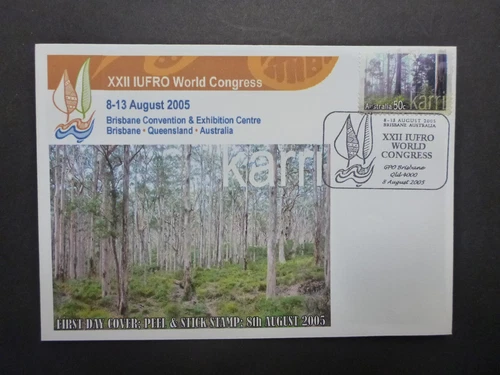 XXII IUFRO World Congress
8-13 August 2005
Brisbane Convention & Exhibition Centre
Brisbane • Queensland • Australia
karri
FIRST DAY COVER: PEEL & STICK STAMP: 8th AUGUST 2005
Australia 50c
karri
8 - 13 AUGUST 2005
BRISBANE AUSTRALIA
XXII IUFRO
WORLD
CONGRESS
GPO Brisbane
Qld 4000
8 August 2005